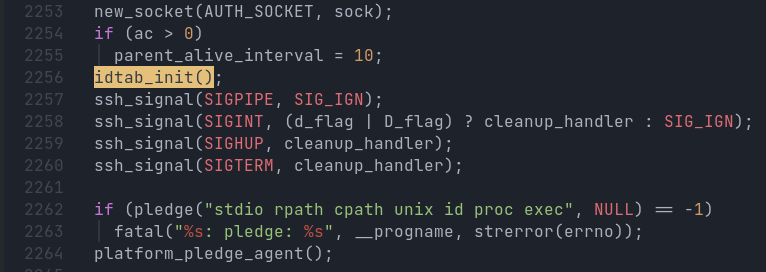 2253 new_socket(AUTH_SOCKET, sock);
2254 if (ac > 0)
2255 parent_alive_interval = 10;
2256 idtab_init();
2257 ssh_signal(SIGPIPE, SIG_IGN);
2258 ssh_signal(SIGINT, (d_flag | D_flag) ? cleanup_handler : SIG_IGN);
2259 ssh_signal(SIGHUP, cleanup_handler);
2260 ssh_signal(SIGTERM, cleanup_handler);
2261
2262 if (pledge("stdio rpath cpath unix id proc exec", NULL) == -1)
2263 fatal("%s: pledge: %s", __progname, strerror(errno));
2264 platform_pledge_agent();